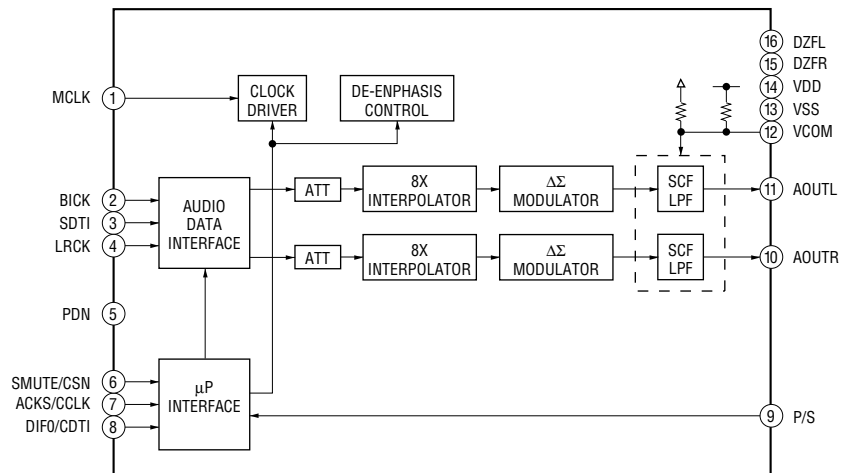 16 DZFL
15 DZFR
14 VDD
13 VSS
12 VCOM
MCLK 1
CLOCK
DRIVER
DE-ENPHASIS
CONTROL
BICK 2
SDTI 3
LRCK 4
AUDIO
DATA
INTERFACE
ATT
8X
INTERPOLATOR
ΔΣ
MODULATOR
SCF
LPF
11 AOUTL
ATT
8X
INTERPOLATOR
ΔΣ
MODULATOR
SCF
LPF
10 AOUTR
PDN 5
SMUTE/CSN 6
ACKS/CCLK 7
DIF0/CDTI 8
μP
INTERFACE
9 P/S